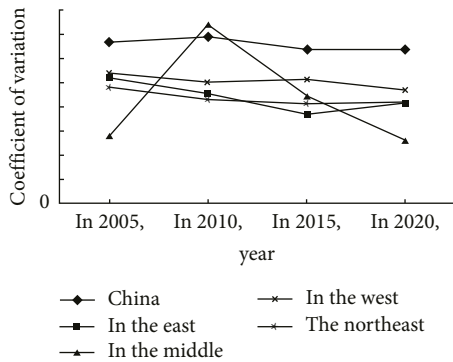 Coefficient of variation
0
In 2005, In 2010, In 2015, In 2020,
year
China
In the east
In the middle
In the west
The northeast